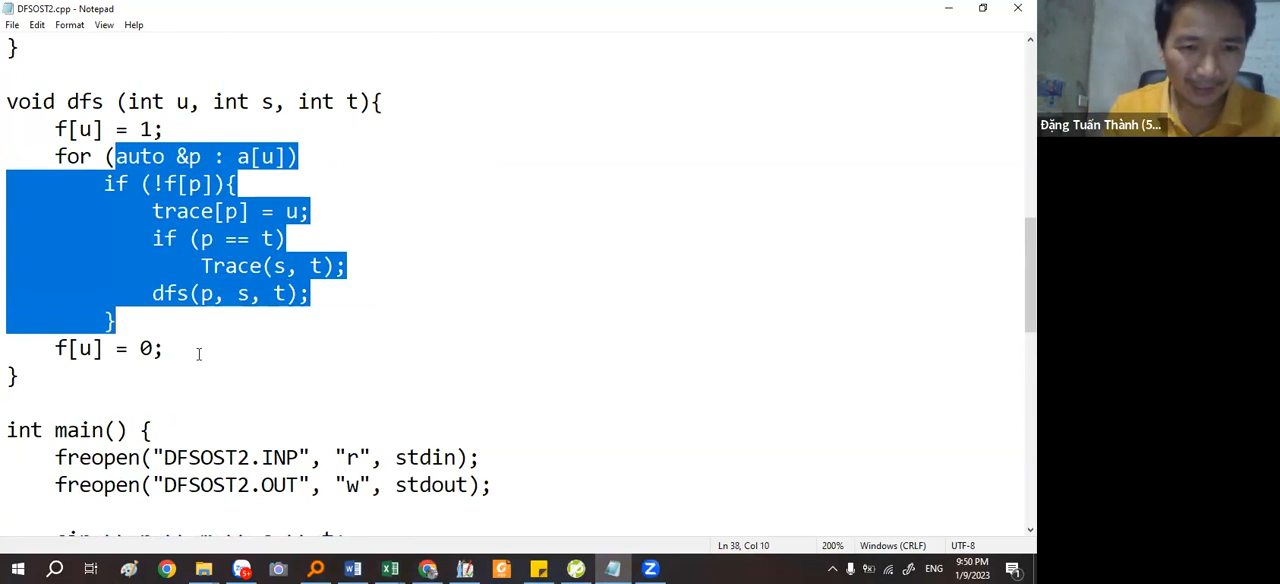 DFSOST2.cpp - Notepad
File Edit Format View Help
}
void dfs (int u, int s, int t){
f[u] = 1;
for (auto &p : a[u])
if (!f[p]){
trace[p] = u;
if (p == t)
Trace(s, t);
dfs(p, s, t);
}
f[u] = 0;
}
int main() {
freopen("DFSOST2.INP", "r", stdin);
freopen("DFSOST2.OUT", "w", stdout);
Ln 38, Col 10 200% Windows (CRLF) UTF-8
Đặng Tuấn Thành (5...
ENG
9:50 PM
1/9/2023